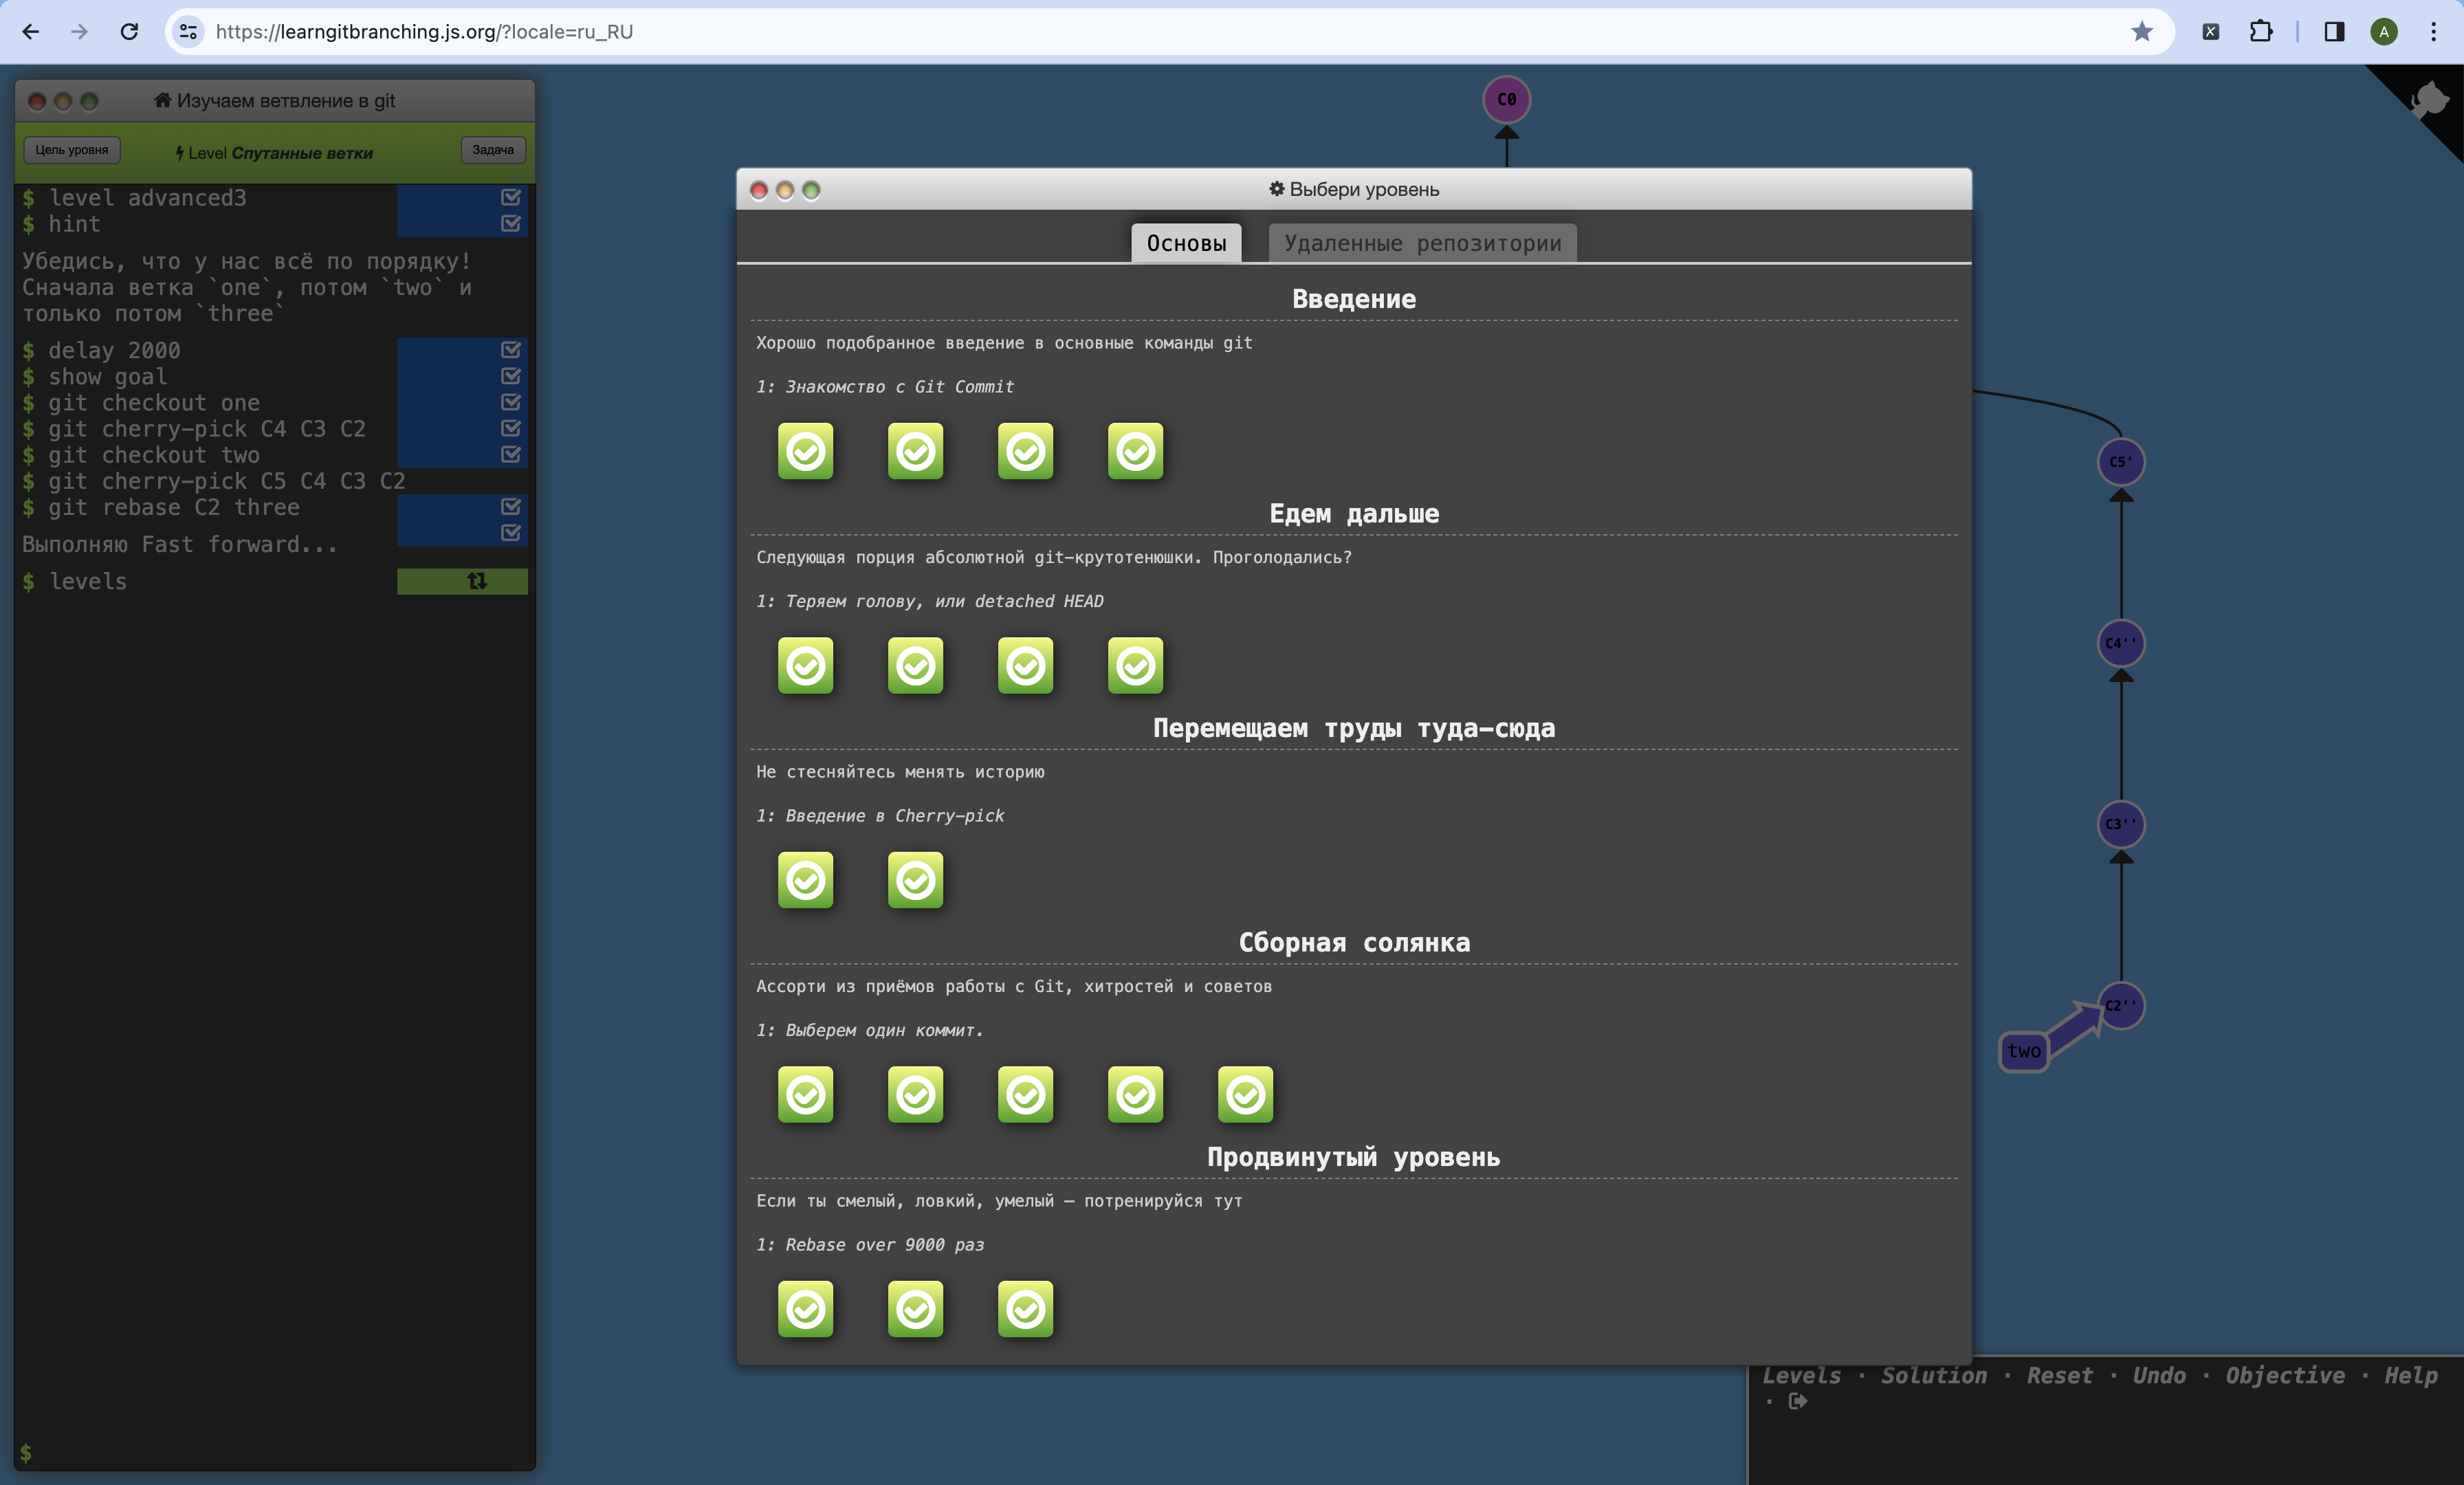 https://learngitbranching.js.org/?locale=ru_RU
A
Изучаем ветвление в git
Цель уровня
Level Спутанные ветки
Задача
$ level advanced3
$ hint
Убедись, что у нас всё по порядку!
Сначала ветка `one`, потом `two` и
только потом `three`
$ delay 2000
$ show goal
$ git checkout one
$ git cherry-pick C4 C3 C2
$ git checkout two
$ git cherry-pick C5 C4 C3 C2
$ git rebase C2 three
Выполняю Fast forward...
$ levels
$
C0
Выбери уровень
Основы
Удаленные репозитории
Введение
Хорошо подобранное введение в основные команды git
1: Знакомство с Git Commit
Едем дальше
Следующая порция абсолютной git-крутотенюшки. Проголодались?
1: Теряем голову, или detached HEAD
Перемещаем труды туда-сюда
Не стесняйтесь менять историю
1: Введение в Cherry-pick
Сборная солянка
Ассорти из приёмов работы с Git, хитростей и советов
1: Выберем один коммит.
Продвинутый уровень
Если ты смелый, ловкий, умелый — потренируйся тут
1: Rebase over 9000 раз
C5'
C4''
C3''
C2''
two
Levels · Solution · Reset · Undo · Objective · Help
·